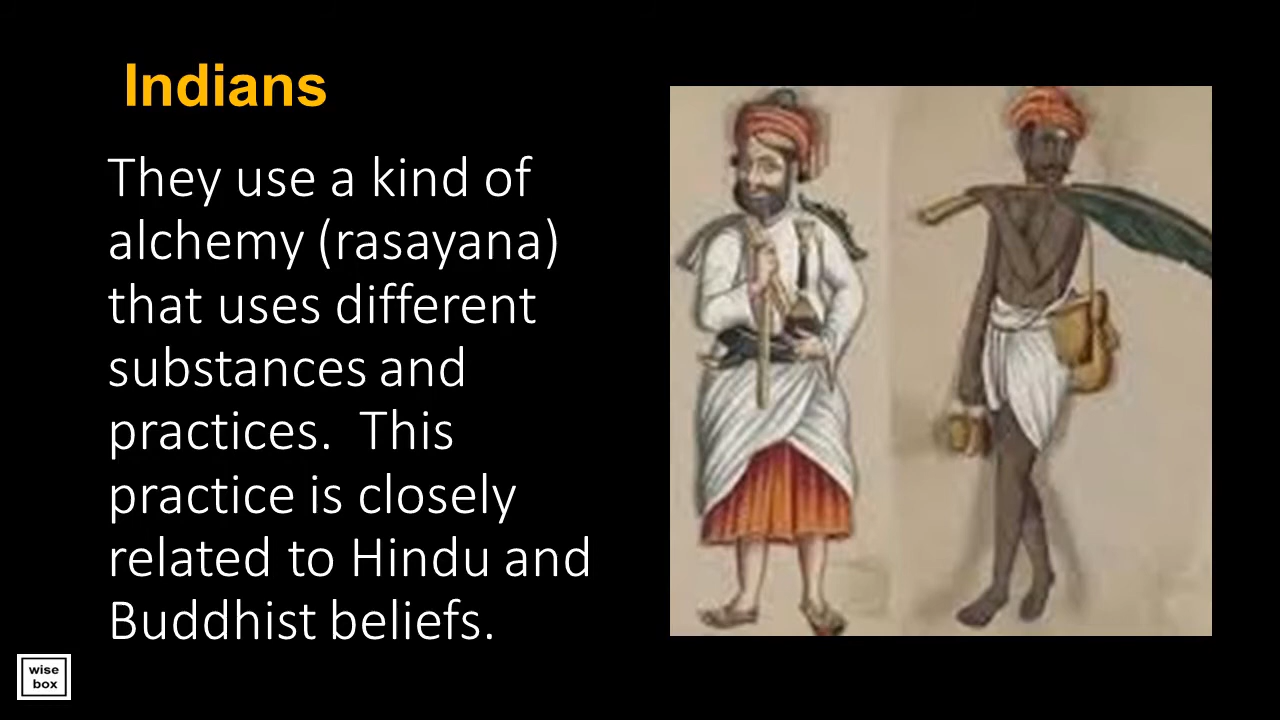 Indians
They use a kind of
alchemy (rasayana)
that uses different
substances and
practices.  This
practice is closely
related to Hindu and
Buddhist beliefs.
wise
box